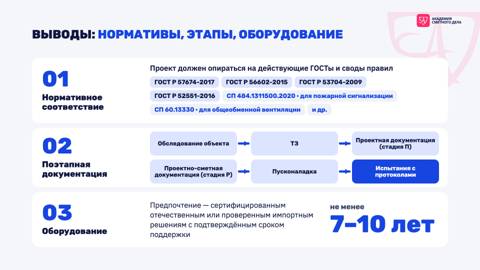 АКАДЕМИЯ
СМЕТНОГО ДЕЛА
ВЫВОДЫ: НОРМАТИВЫ, ЭТАПЫ, ОБОРУДОВАНИЕ
01
Нормативное
соответствие
Проект должен опираться на действующие ГОСТы и своды правил
ГОСТ Р 57674-2017 ГОСТ Р 56602-2015 ГОСТ Р 53704-2009
ГОСТ Р 52551-2016 СП 484.1311500.2020 - для пожарной сигнализации
СП 60.13330 - для общеобменной вентиляции и др.
02
Поэтапная
документация
Обследование объекта
ТЗ
Проектная документация
(стадия П)
Проектно-сметная
документация (стадия Р)
Пусконаладка
Испытания с
протоколами
03
Оборудование
Предпочтение — сертифицированным
отечественным или проверенным импортным
решениям с подтверждённым сроком
поддержки
не менее
7–10 лет